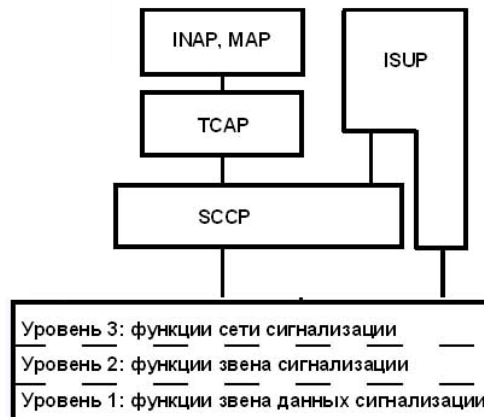 INAP, MAP
ISUP
TCAP
SCCP
Уровень 3: функции сети сигнализации
Уровень 2: функции звена сигнализации
Уровень 1: функции звена данных сигнализации